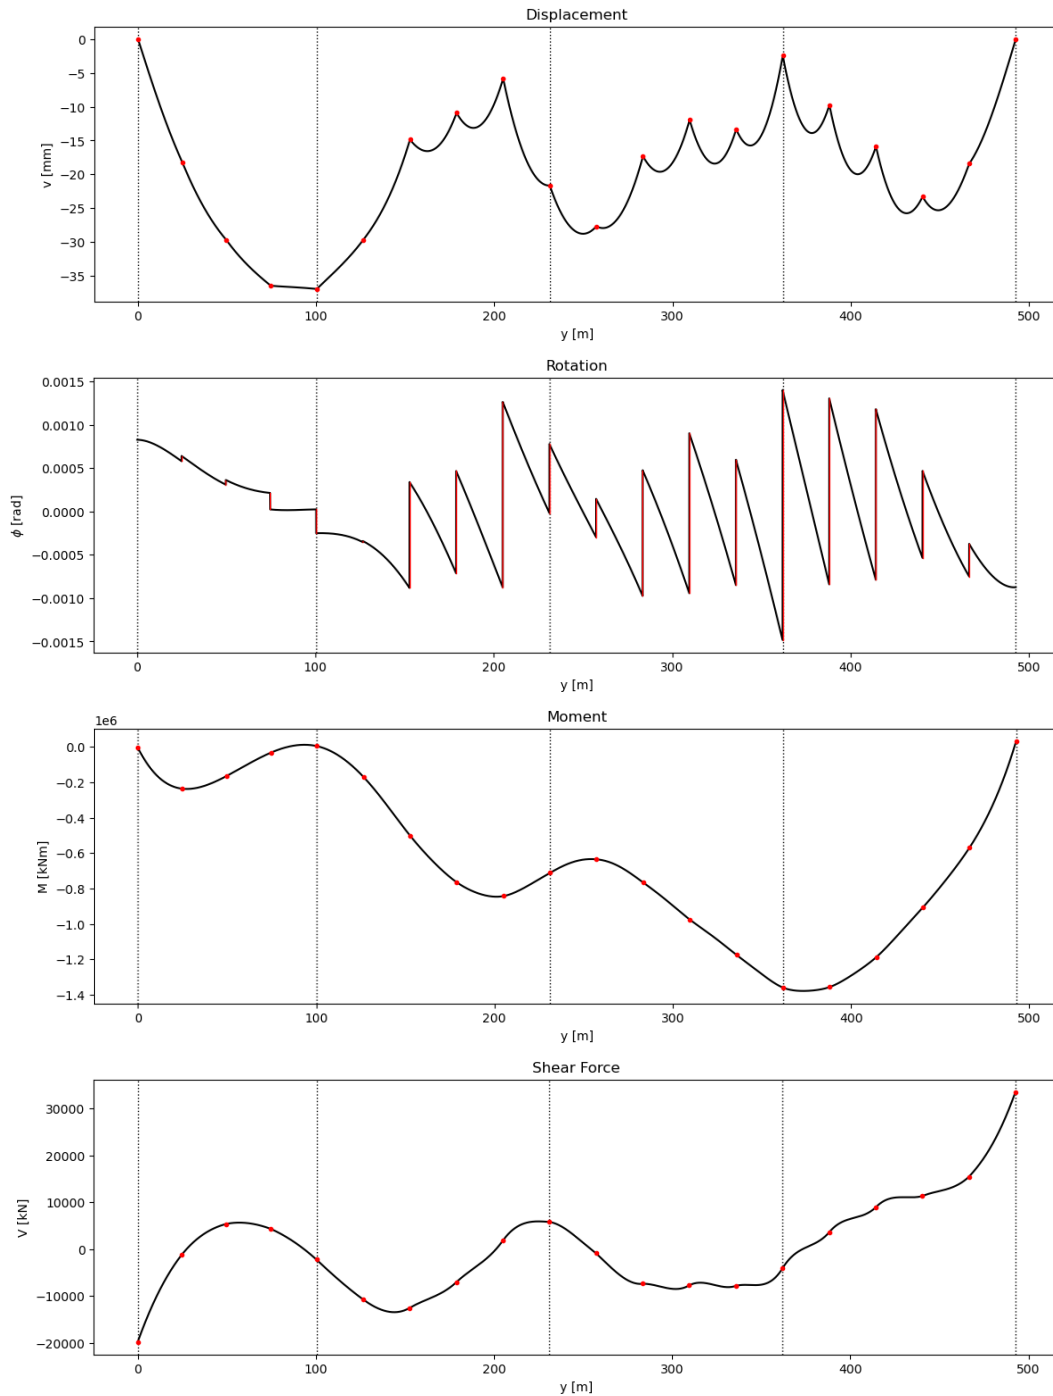 Displacement
0
−5
−10
−15
−20
−25
−30
−35
v [mm]
0 100 200 300 400 500
y [m]
Rotation
0.0015
0.0010
0.0005
0.0000
−0.0005
−0.0010
−0.0015
ϕ [rad]
0 100 200 300 400 500
y [m]
Moment
1e6
0.0
−0.2
−0.4
−0.6
−0.8
−1.0
−1.2
−1.4
M [kNm]
0 100 200 300 400 500
y [m]
Shear Force
30000
20000
10000
0
−10000
−20000
V [kN]
0 100 200 300 400 500
y [m]